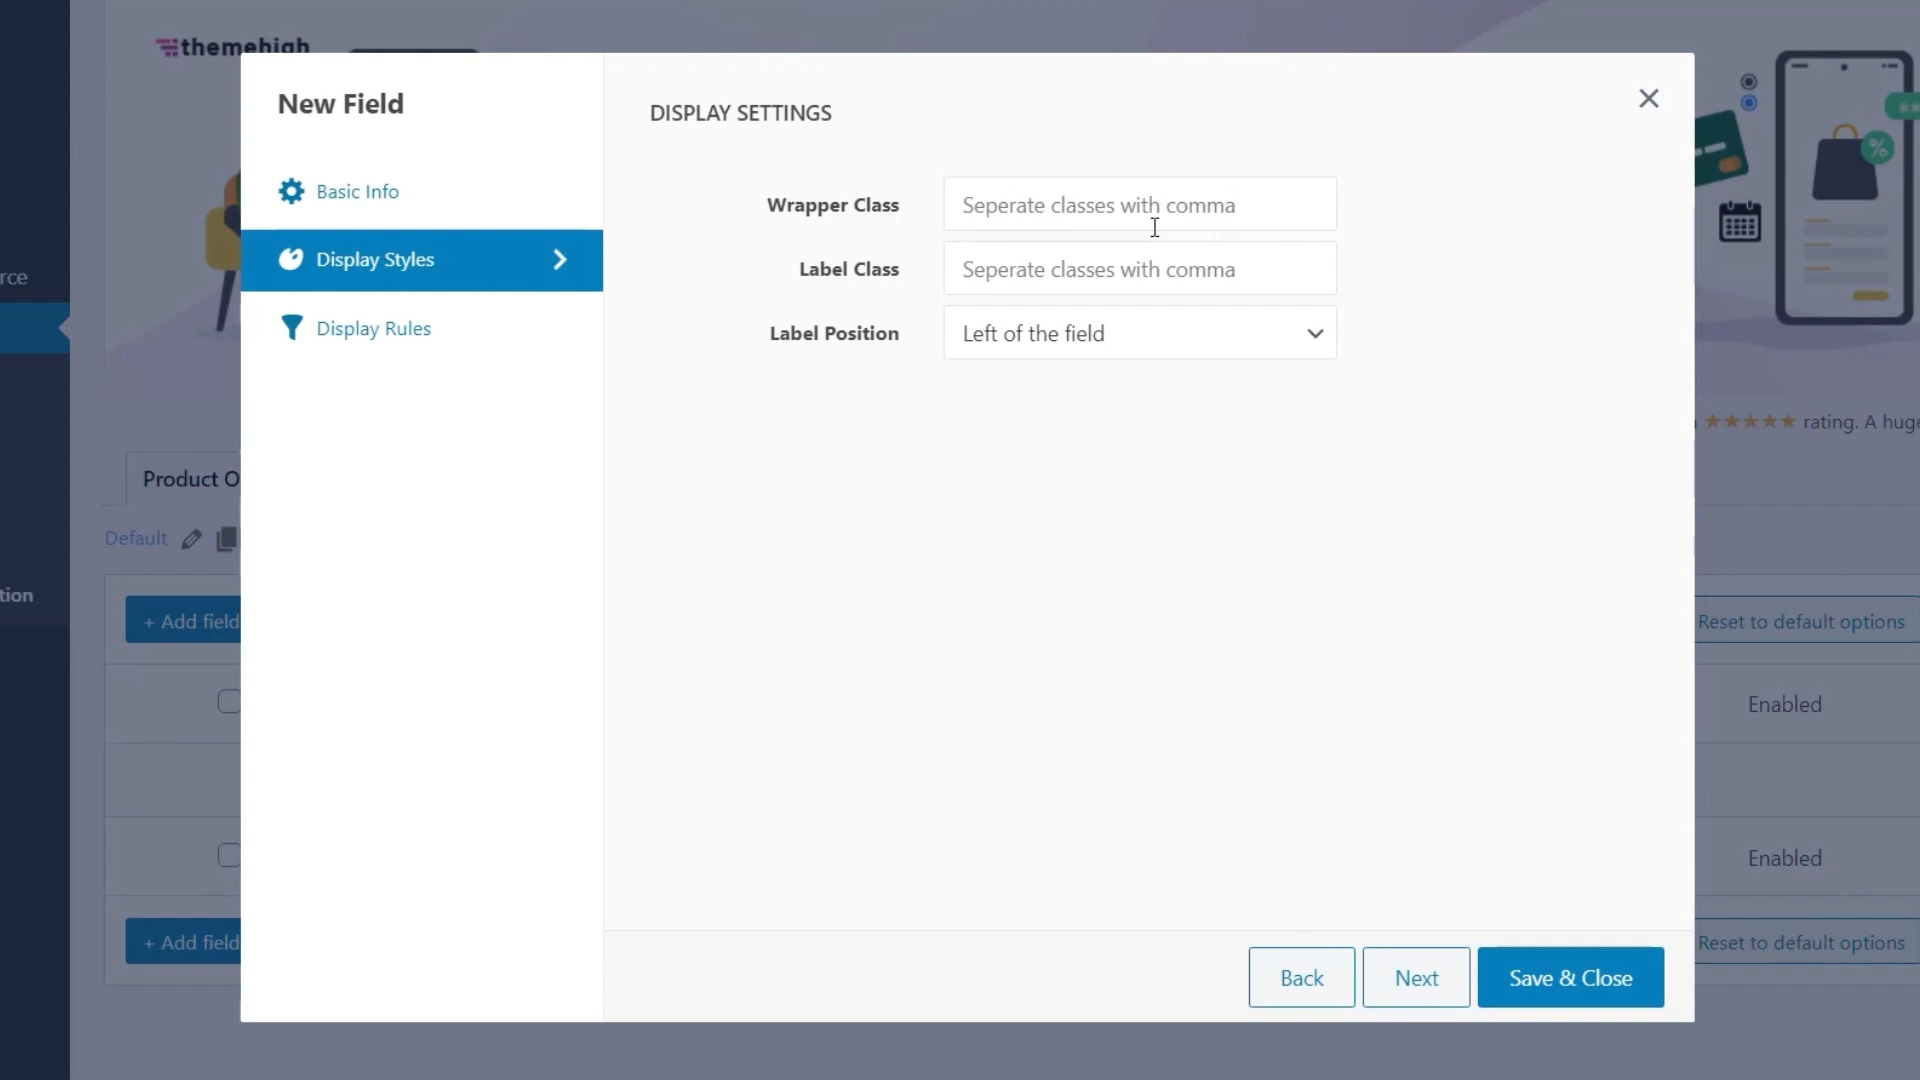 themehigh
New Field
DISPLAY SETTINGS
Basic Info
Wrapper Class
Seperate classes with comma
Display Styles
Label Class
Seperate classes with comma
Display Rules
Label Position
Left of the field
rce
rating. A huge
Product O
Default
tion
+ Add field
Reset to default options
Enabled
Enabled
+ Add field
Reset to default options
Back
Next
Save & Close